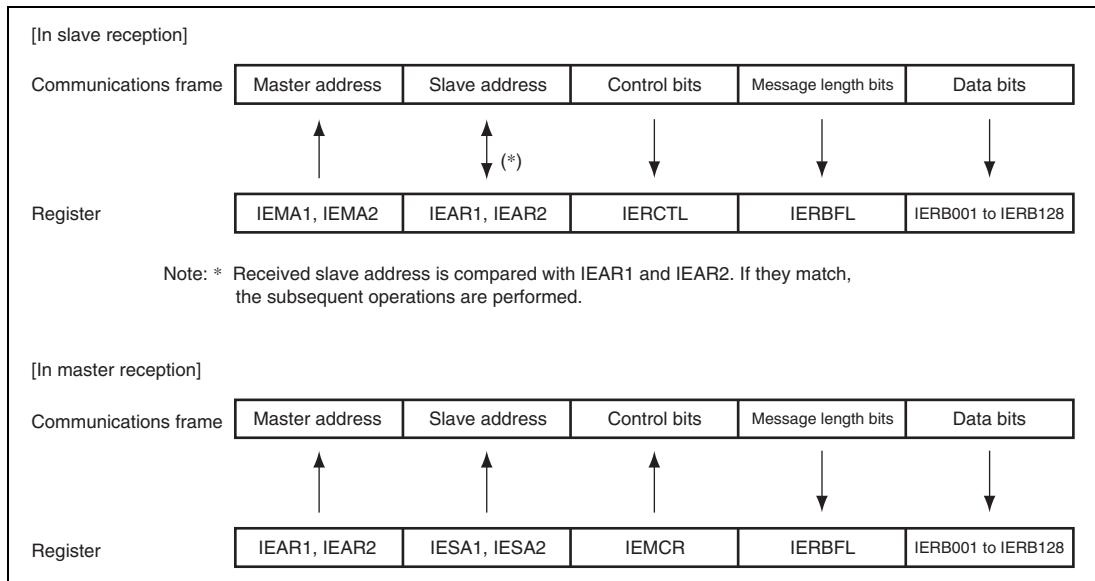 [In slave reception]
Communications frame Master address Slave address Control bits Message length bits Data bits
(*)
Register IEMA1, IEMA2 IEAR1, IEAR2 IERCTL IERBFL IERB001 to IERB128
Note: * Received slave address is compared with IEAR1 and IEAR2. If they match,
the subsequent operations are performed.
[In master reception]
Communications frame Master address Slave address Control bits Message length bits Data bits
Register IEAR1, IEAR2 IESA1, IESA2 IEMCR IERBFL IERB001 to IERB128